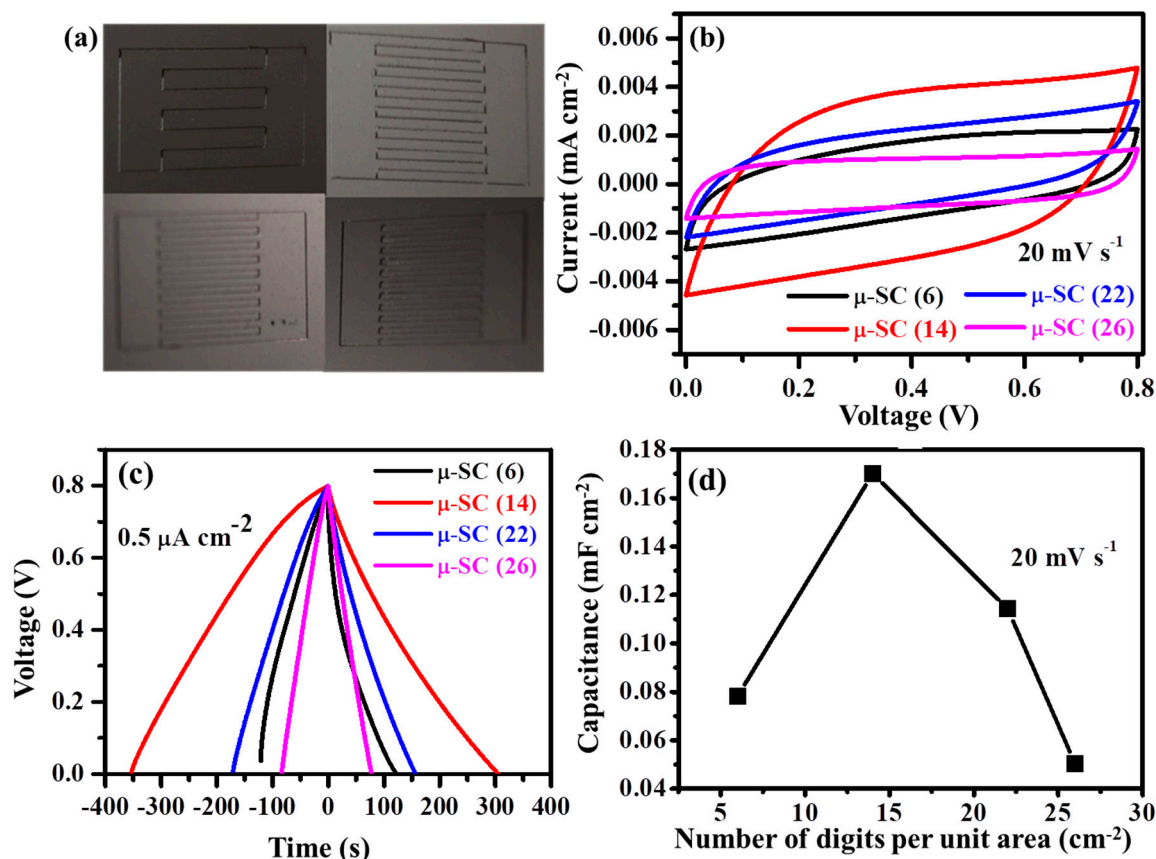 (a)
(b)
0.006
0.004
0.002
0.000
-0.002
-0.004
-0.006
Current (mA cm⁻²)
20 mV s⁻¹
μ-SC (6)
μ-SC (22)
μ-SC (14)
μ-SC (26)
0.0 0.2 0.4 0.6 0.8
Voltage (V)
(c)
μ-SC (6)
μ-SC (14)
μ-SC (22)
μ-SC (26)
0.5 μA cm⁻²
0.8
0.6
0.4
0.2
0.0
Voltage (V)
-400 -300 -200 -100 0 100 200 300 400
Time (s)
(d)
0.18
0.16
0.14
0.12
0.10
0.08
0.06
0.04
Capacitance (mF cm⁻²)
20 mV s⁻¹
5 10 15 20 25 30
Number of digits per unit area (cm⁻²)